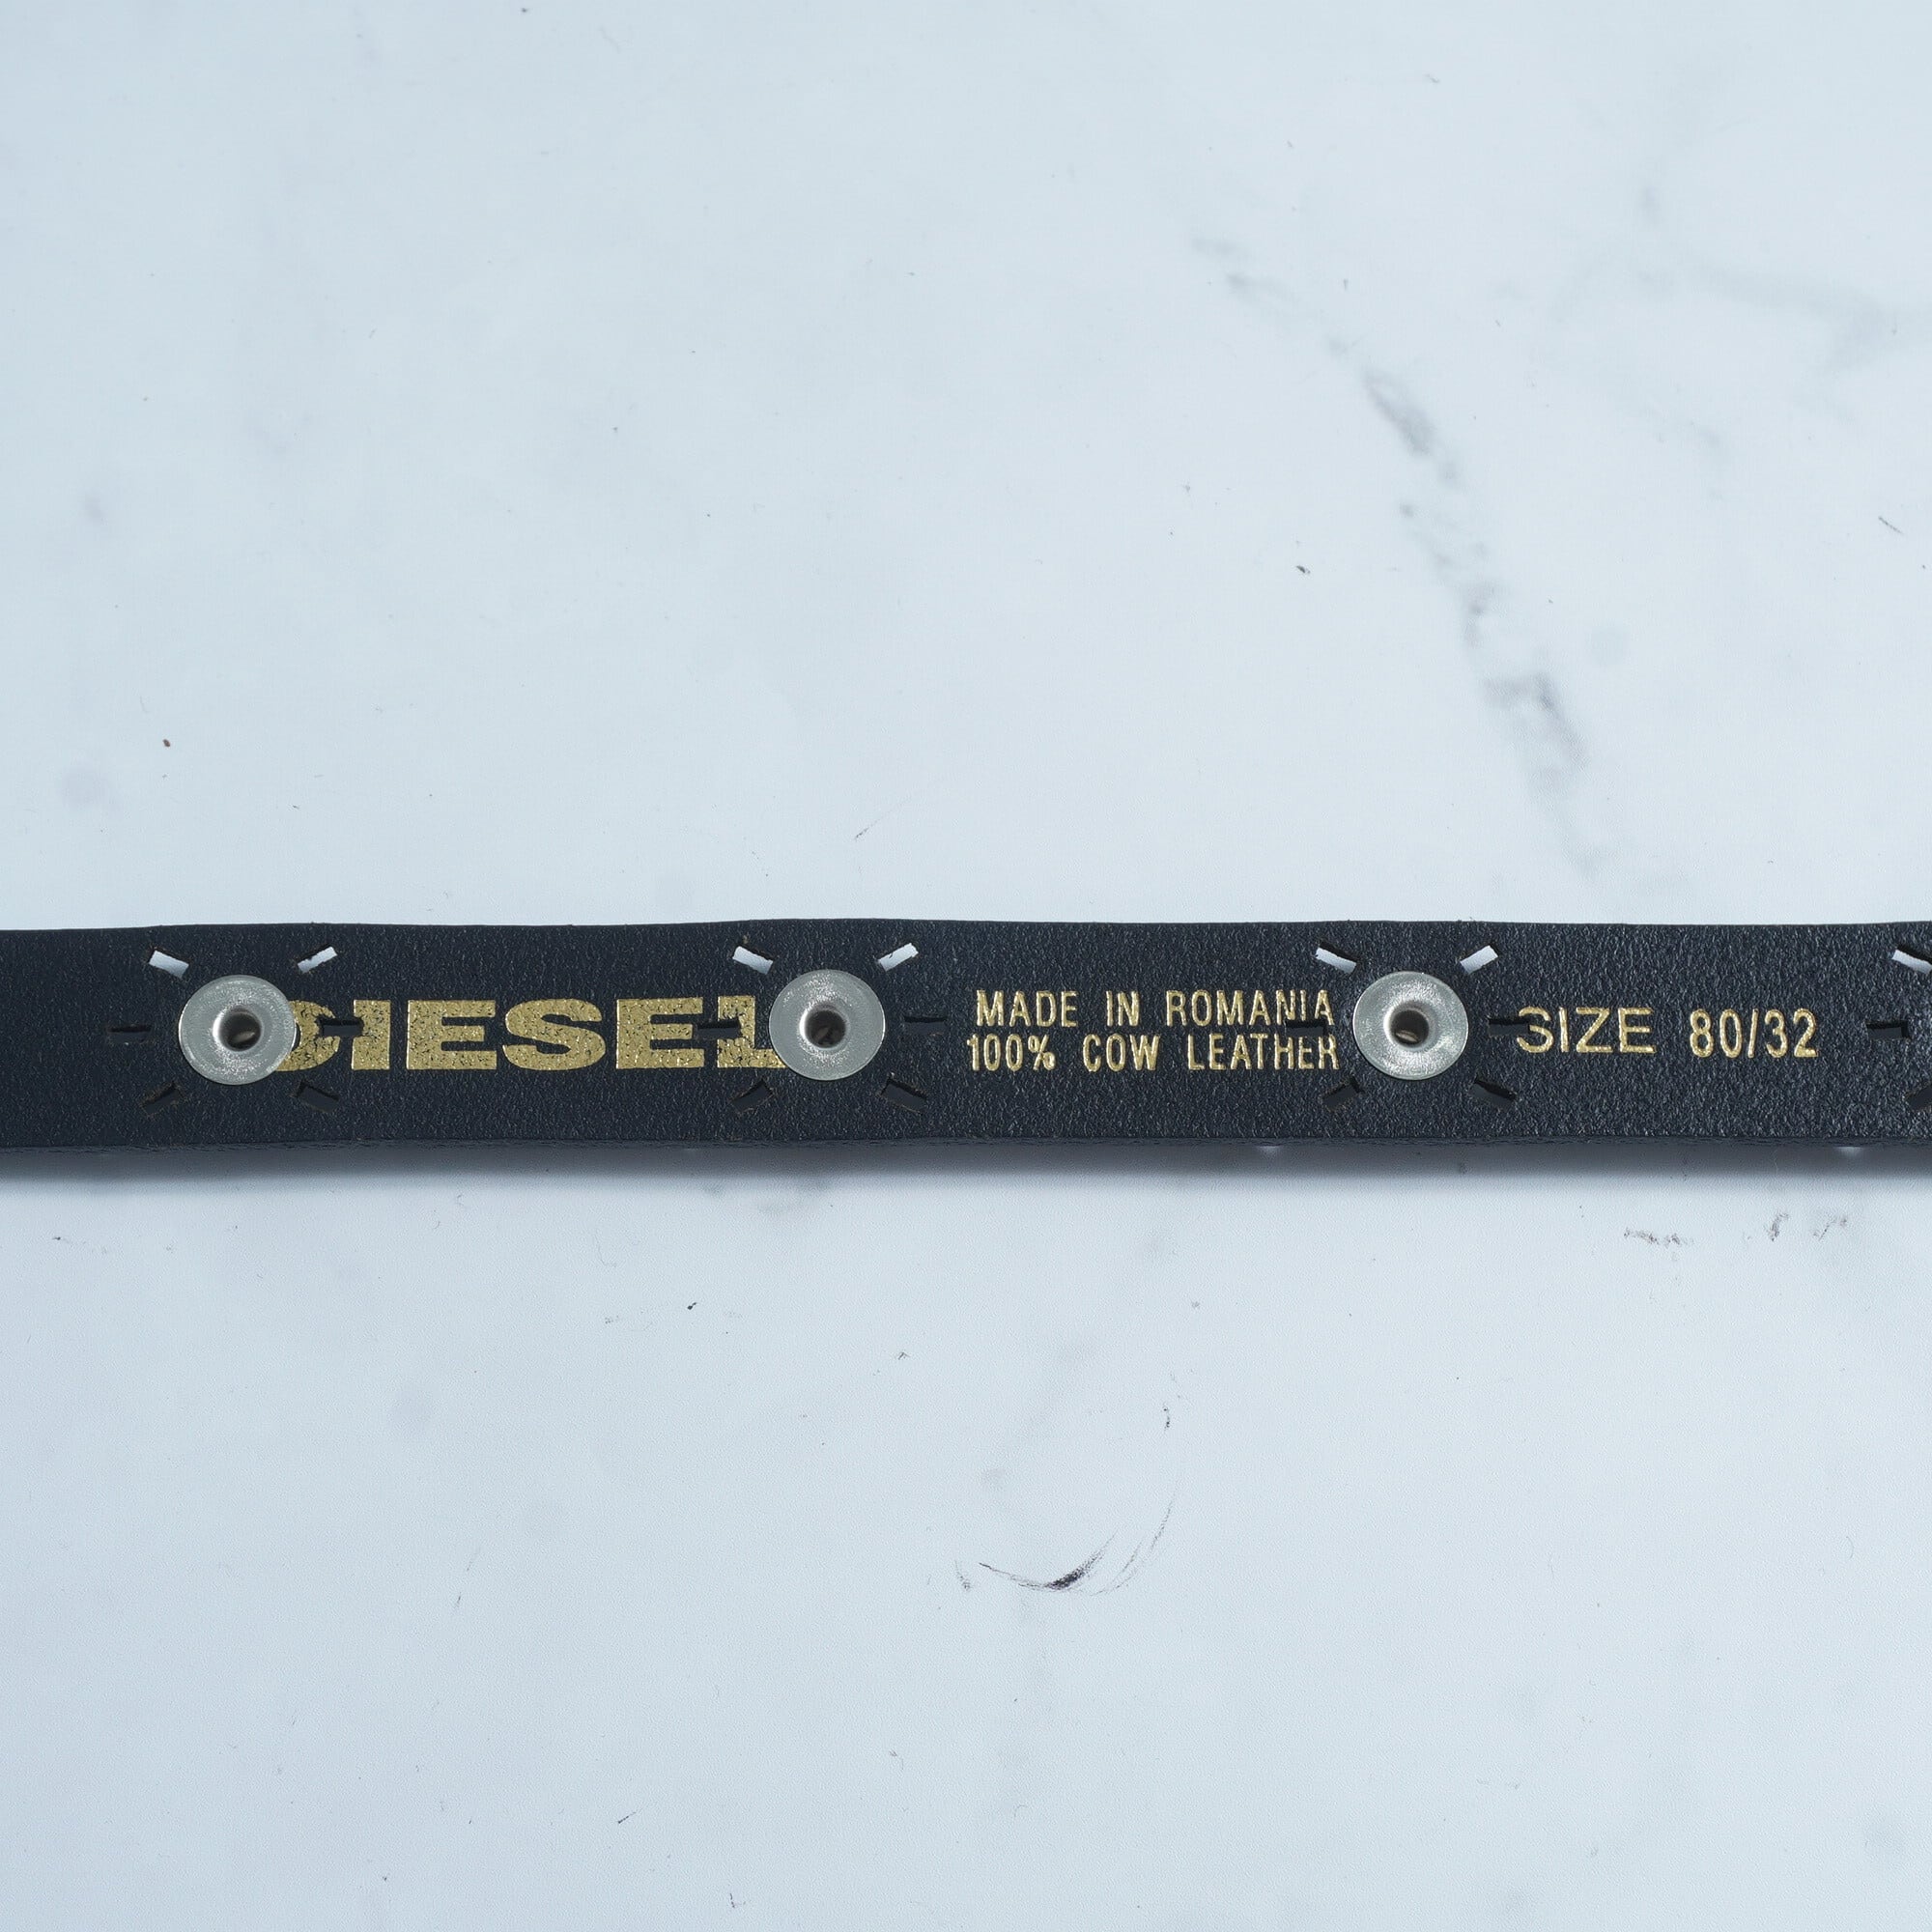 DIESEL
MADE IN ROMANIA
100% COW LEATHER
SIZE 80/32